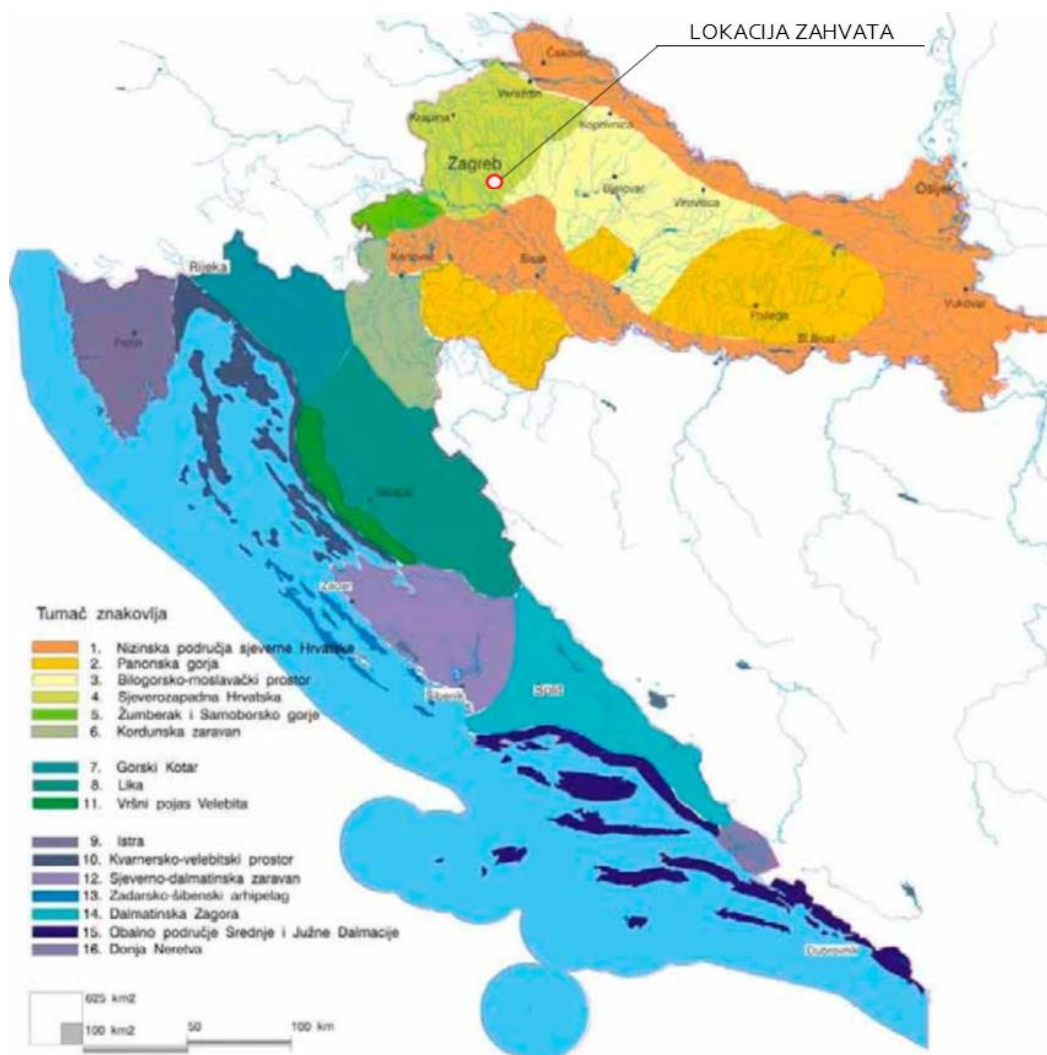 LOKACIJA ZAHVATA
Čakovec
Varaždin
Krapina
Koprivnica
Zagreb
Bjelovar
Virovitica
Osijek
Rijeka
Karlovac
Sisak
Vukovar
Požega
Sl.Brod
Pazin
Gospić
Zadar
Šibenik
Split
Dubrovnik
Tumač znakovlja
1. Nizinska područja sjeverne Hrvatske
2. Panonska gorja
3. Bilogorsko-moslavački prostor
4. Sjeverozapadna Hrvatska
5. Žumberak i Samoborsko gorje
6. Kordunska zaravan
7. Gorski Kotar
8. Lika
11. Vršni pojas Velebita
9. Istra
10. Kvarnersko-velebitski prostor
12. Sjeverno-dalmatinska zaravan
13. Zadarsko-šibenski arhipelag
14. Dalmatinska Zagora
15. Obalno područje Srednje i Južne Dalmacije
16. Donja Neretva
625 km2
100 km2
50
100 km